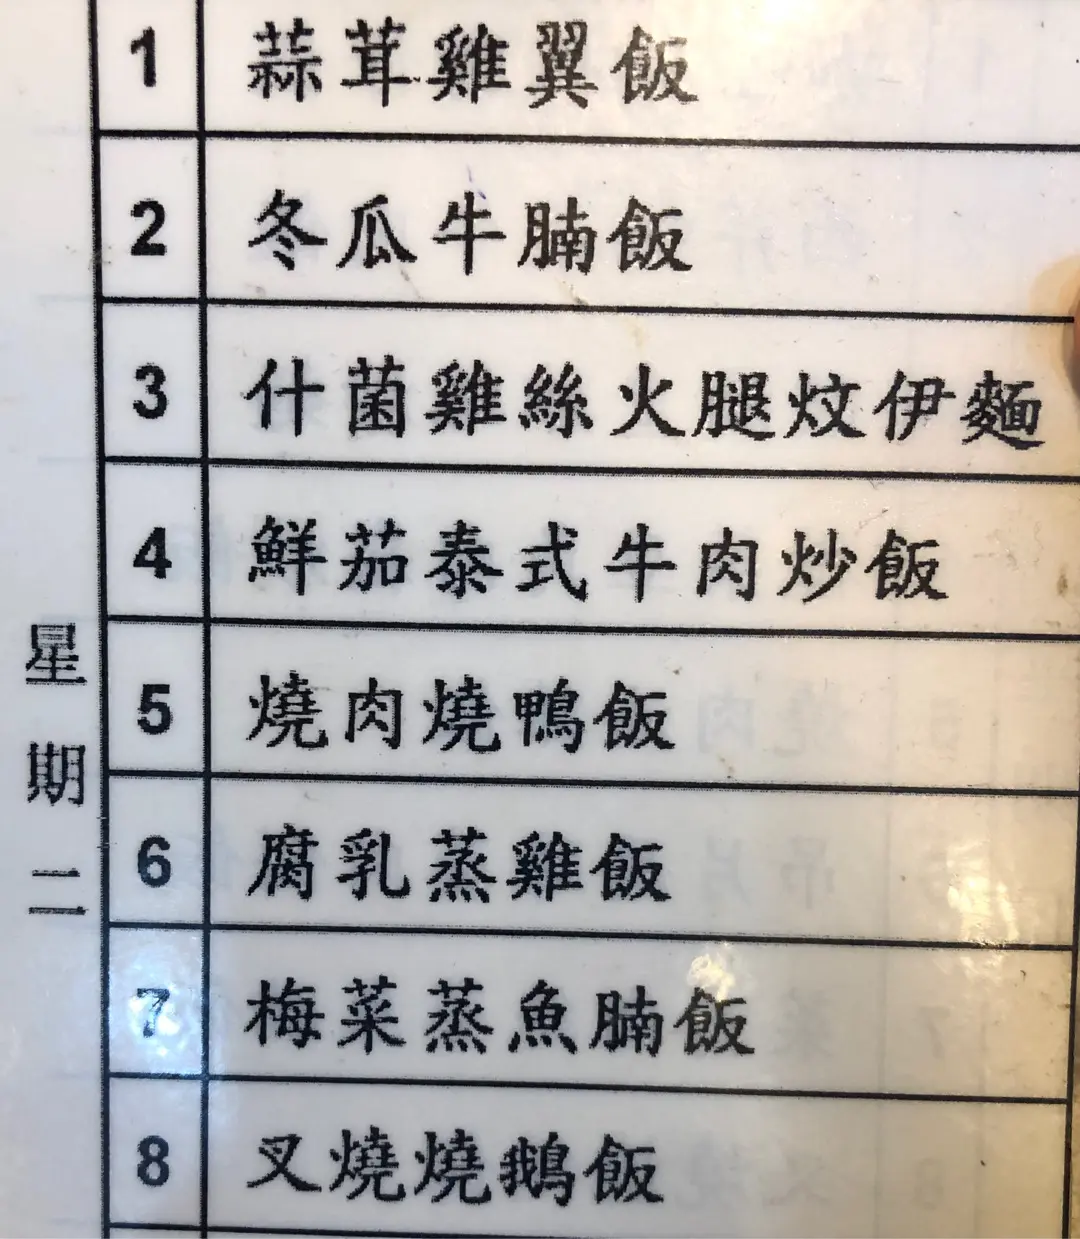 1 蒜茸雞翼飯
2 冬瓜牛腩飯
3 什菌雞絲火腿炆伊麵
4 鮮茄泰式牛肉炒飯
星期二
5 燒肉燒鴨飯
6 腐乳蒸雞飯
7 梅菜蒸魚腩飯
8 叉燒燒鵝飯